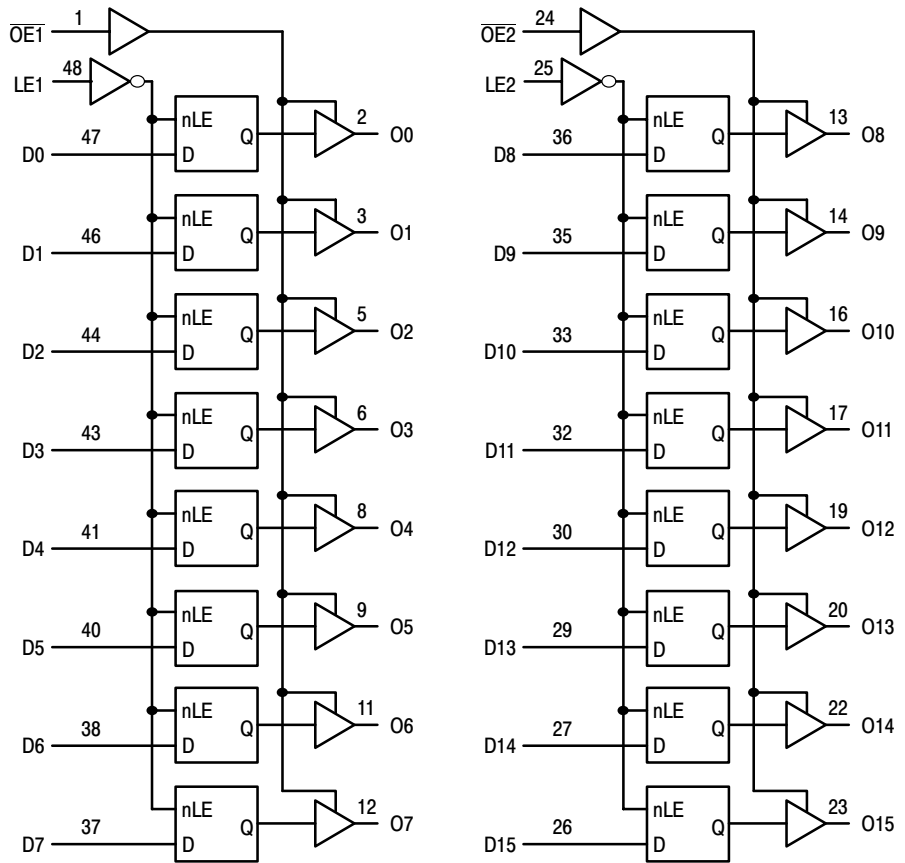 OE1 1 OE2 24
LE1 48 LE2 25
nLE 2 nLE 13
D0 47 D Q O0 D8 36 D Q O8
nLE 3 nLE 14
D1 46 D Q O1 D9 35 D Q O9
nLE 5 nLE 16
D2 44 D Q O2 D10 33 D Q O10
nLE 6 nLE 17
D3 43 D Q O3 D11 32 D Q O11
nLE 8 nLE 19
D4 41 D Q O4 D12 30 D Q O12
nLE 9 nLE 20
D5 40 D Q O5 D13 29 D Q O13
nLE 11 nLE 22
D6 38 D Q O6 D14 27 D Q O14
nLE 12 nLE 23
D7 37 D Q O7 D15 26 D Q O15